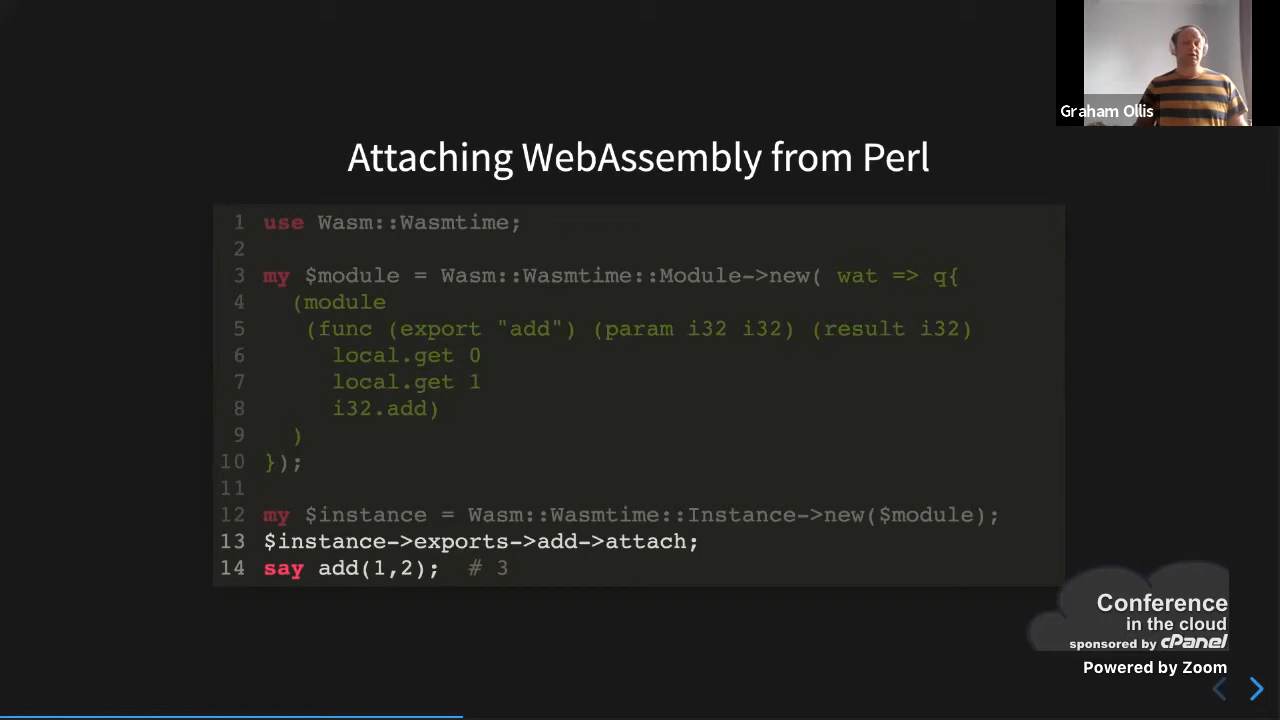 Graham Ollis
Attaching WebAssembly from Perl
1 use Wasm::Wasmtime;
2
3 my $module = Wasm::Wasmtime::Module->new( wat => q{
4 (module
5 (func (export "add") (param i32 i32) (result i32)
6 local.get 0
7 local.get 1
8 i32.add)
9 )
10 });
11
12 my $instance = Wasm::Wasmtime::Instance->new($module);
13 $instance->exports->add->attach;
14 say add(1,2); # 3
Conference
in the cloud
sponsored by cPanel
Powered by Zoom